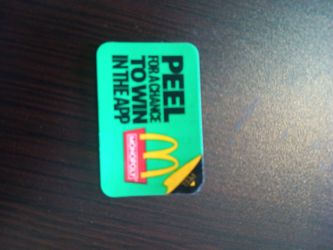 PEEL
FOR A CHANCE
TO WIN
IN THE APP
MONOPOLY